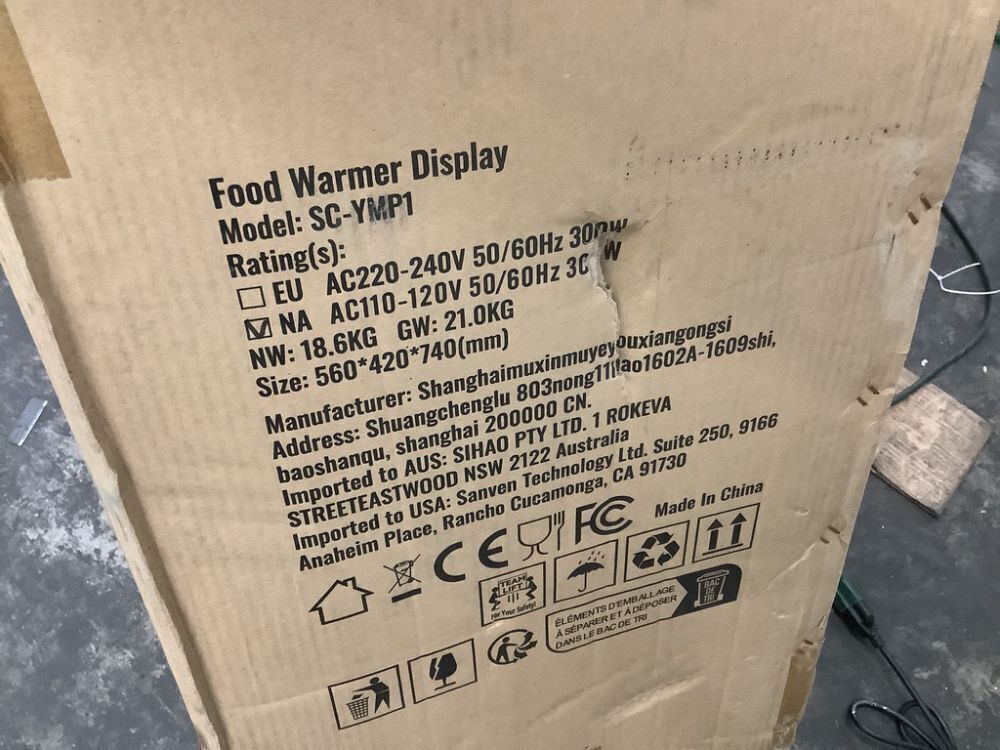 Food Warmer Display
Model: SC-YMP1
Rating(s):
EU AC220-240V 50/60Hz 300W
NA AC110-120V 50/60Hz
NW: 18.6KG GW: 21.0KG
Size: 560*420*740(mm)
Manufacturer: Shanghaimuxinmuyeyouxiangongsi
Address: Shuangchenglu
baoshanqu, shanghai 200000 CN.
Imported to AUS: SIHAO PTY LTD. 1 ROKEVA
STREETEASTWOOD NSW 2122 Australia
Imported to USA: Sanven Technology Ltd. Suite 250, 9166
Anaheim Place, Rancho Cucamonga, CA 91730
CE FC Made In China
TEAM
LIFT
for Your Safety!
ÉLÉMENTS D'EMBALLAGE
À SÉPARER ET À DÉPOSER
DANS LE BAC DE TRI
BAC
DE
TRI